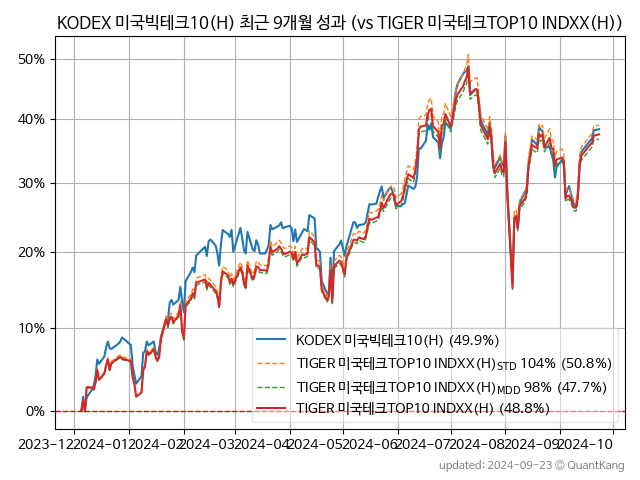 KODEX 미국빅테크10(H) 최근 9개월 성과 (vs TIGER 미국테크TOP10 INDXX(H))
50%
40%
30%
20%
10%
0%
KODEX 미국빅테크10(H) (49.9%)
TIGER 미국테크TOP10 INDXX(H)STD 104% (50.8%)
TIGER 미국테크TOP10 INDXX(H)MDD 98% (47.7%)
TIGER 미국테크TOP10 INDXX(H) (48.8%)
2023-12 2024-01 2024-02 2024-03 2024-04 2024-05 2024-06 2024-07 2024-08 2024-09 2024-10
updated: 2024-09-23 ⓒ QuantKang